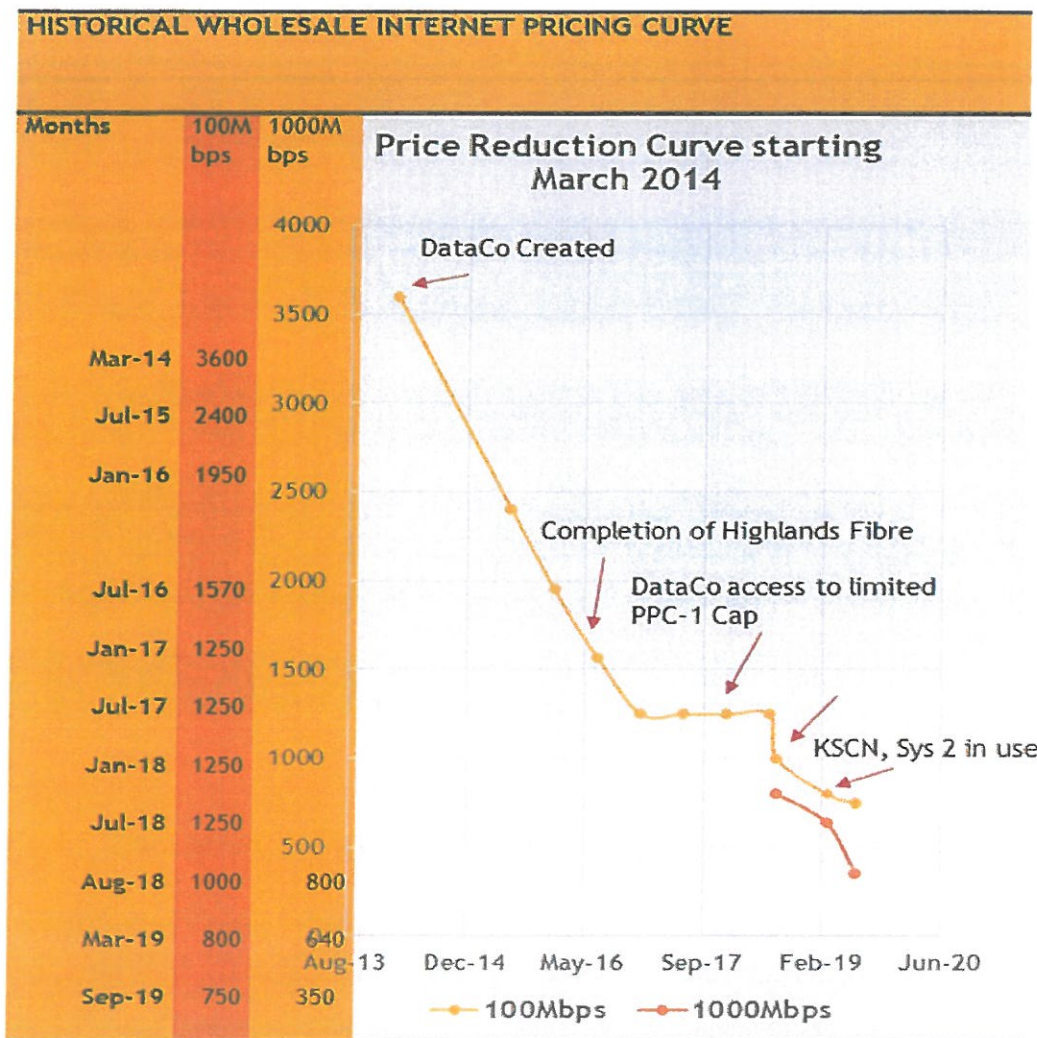 HISTORICAL WHOLESALE INTERNET PRICING CURVE
Months 100M 1000M
bps bps
Mar-14 3600
Jul-15 2400
Jan-16 1950
Jul-16 1570
Jan-17 1250
Jul-17 1250
Jan-18 1250
Jul-18 1250
Aug-18 1000 800
Mar-19 800 640
Sep-19 750 350
Price Reduction Curve starting
March 2014
4000
3500
3000
2500
2000
1500
1000
500
0
DataCo Created
Completion of Highlands Fibre
DataCo access to limited
PPC-1 Cap
KSCN, Sys 2 in use
Aug-13 Dec-14 May-16 Sep-17 Feb-19 Jun-20
100Mbps 1000Mbps